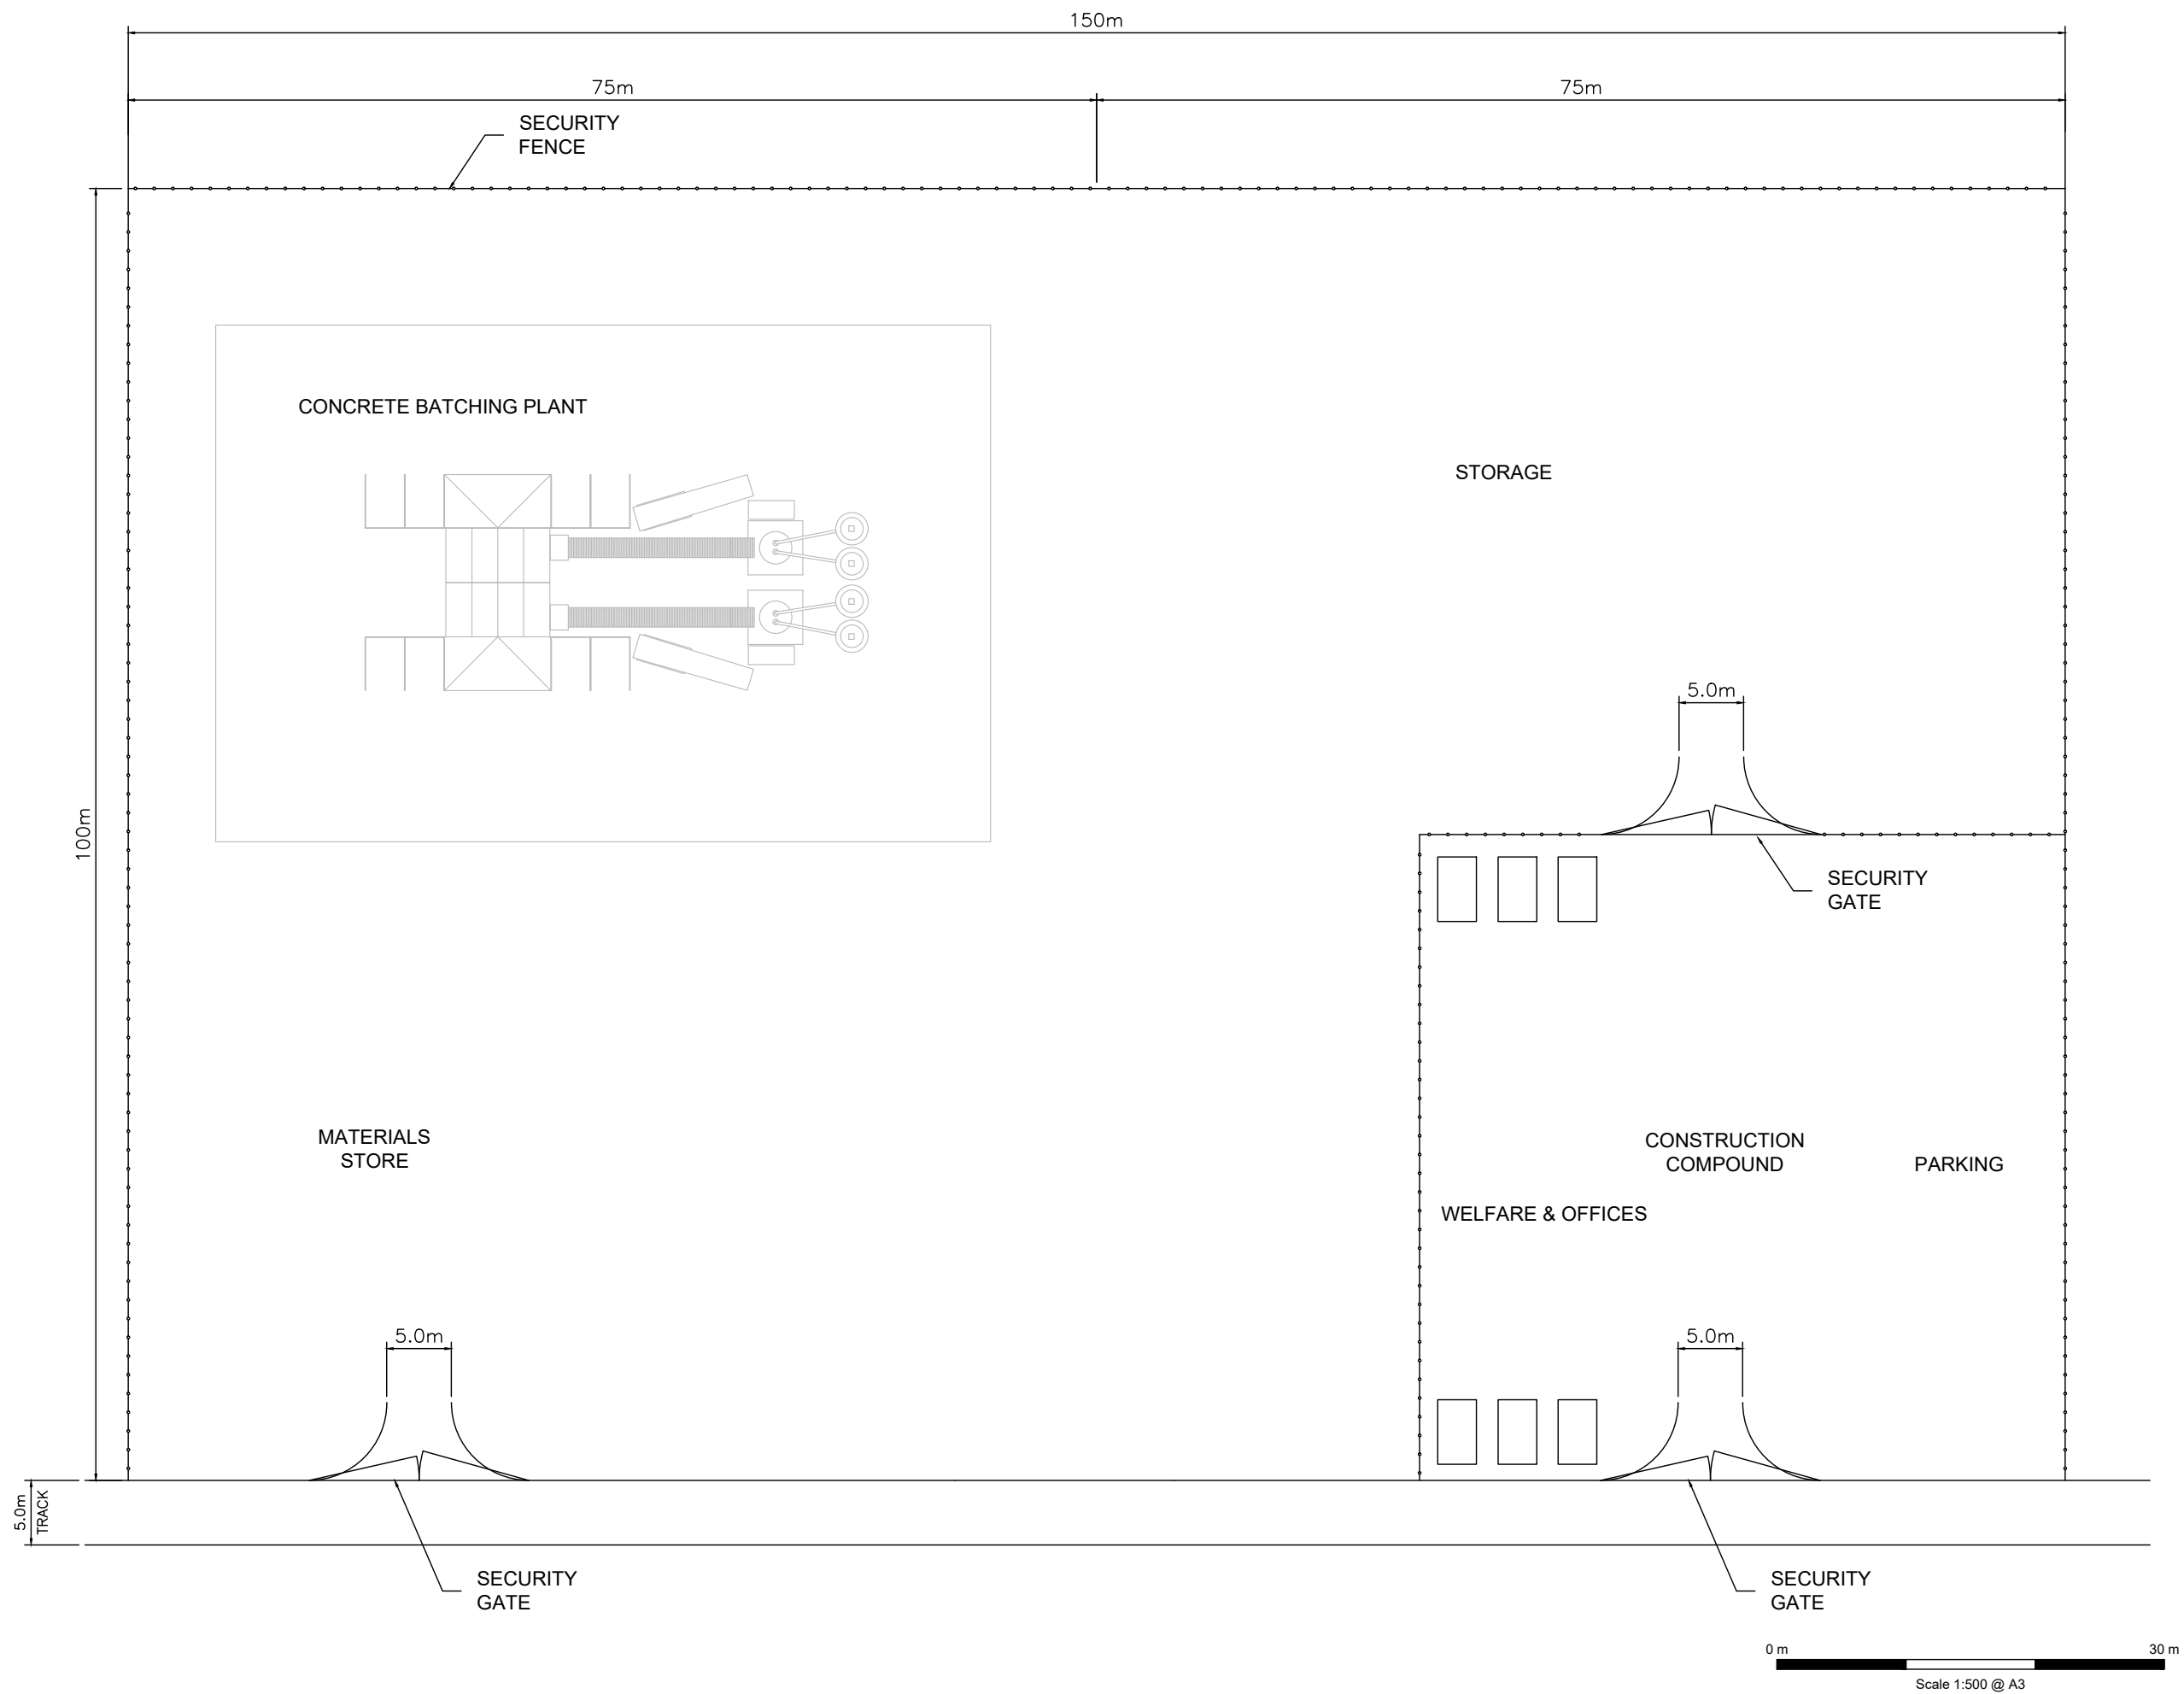 150m
75m
75m
SECURITY
FENCE
CONCRETE BATCHING PLANT
STORAGE
5.0m
100m
SECURITY
GATE
MATERIALS
STORE
CONSTRUCTION
COMPOUND
PARKING
WELFARE & OFFICES
5.0m
5.0m
5.0m
TRACK
SECURITY
GATE
SECURITY
GATE
0 m
30 m
Scale 1:500 @ A3